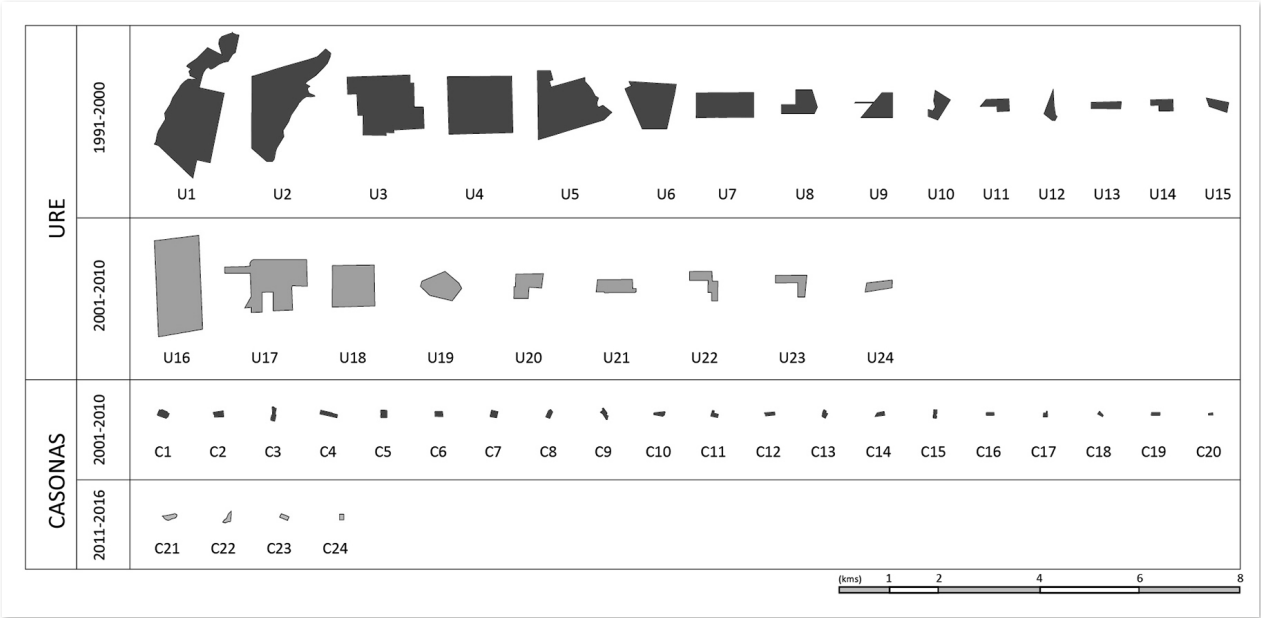 URE
1991-2000
U1 U2 U3 U4 U5 U6 U7 U8 U9 U10 U11 U12 U13 U14 U15
2001-2010
U16 U17 U18 U19 U20 U21 U22 U23 U24
CASONAS
2001-2010
C1 C2 C3 C4 C5 C6 C7 C8 C9 C10 C11 C12 C13 C14 C15 C16 C17 C18 C19 C20
2011-2016
C21 C22 C23 C24
(kms) 1 2 4 6 8